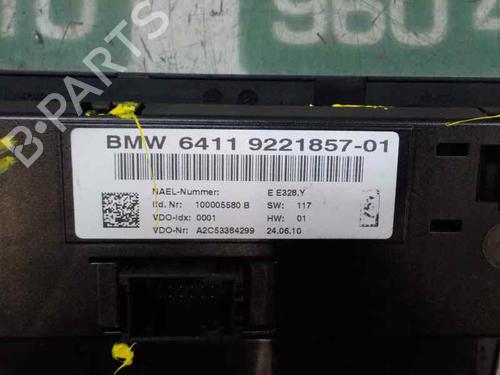 B-PARTS
BMW 6411 9221857-01
NAEL-Nummer: E E328.Y
lfd. Nr: 100005580 B SW: 117
VDO-Idx: 0001 HW: 01
VDO-Nr: A2C53384299 24.06.10